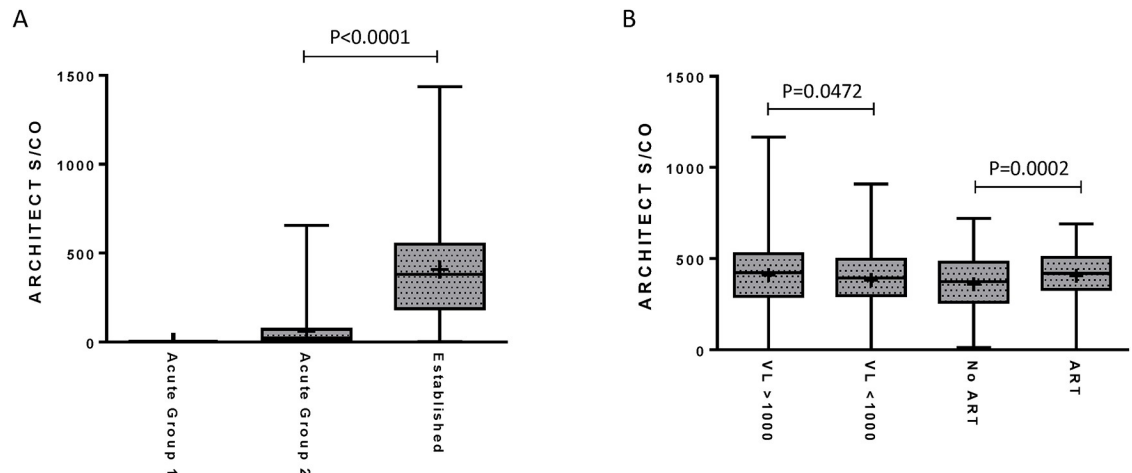 A
P<0.0001
1500
1000
500
0
ARCHITECT S/CO
Acute Group 1
Acute Group 2
Established
B
P=0.0472
P=0.0002
1500
1000
500
0
ARCHITECT S/CO
VL >1000
VL <1000
No ART
ART